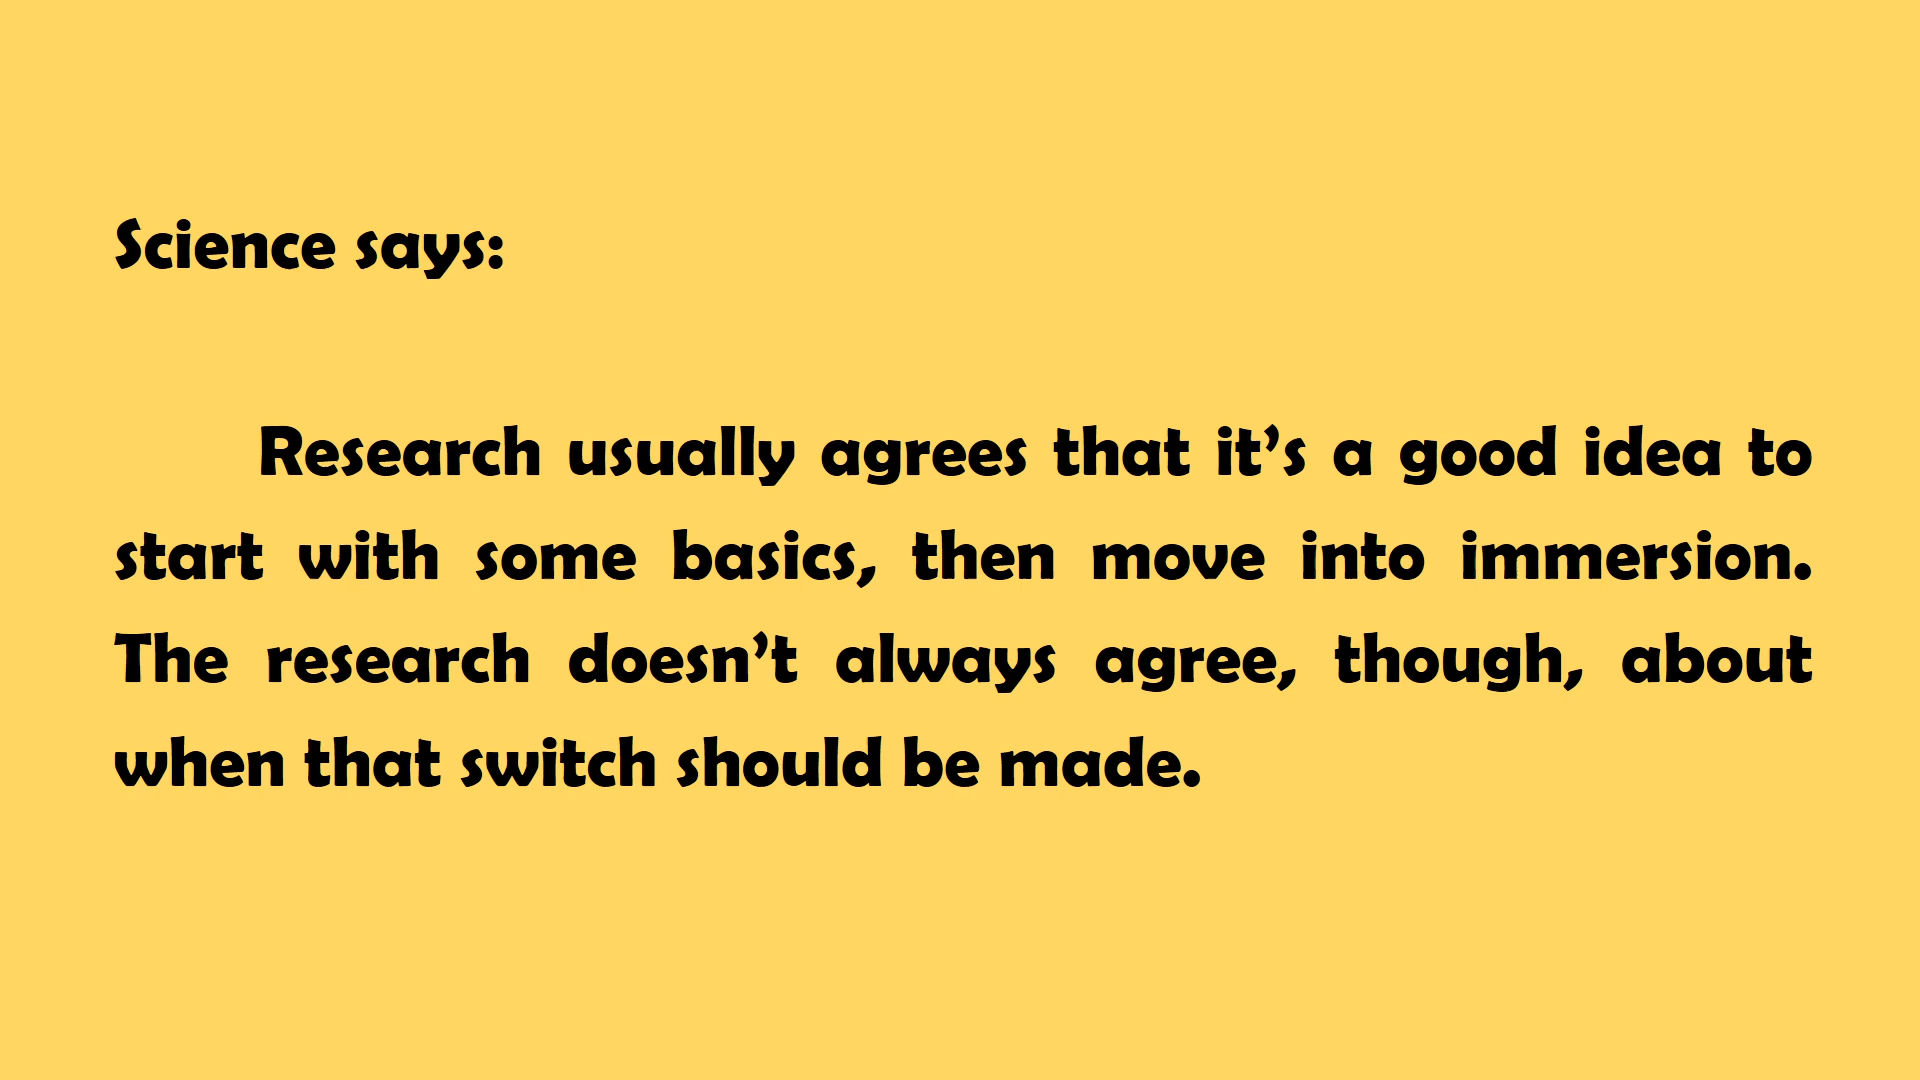 Science says:
Research usually agrees that it’s a good idea to
start with some basics, then move into immersion.
The research doesn’t always agree, though, about
when that switch should be made.